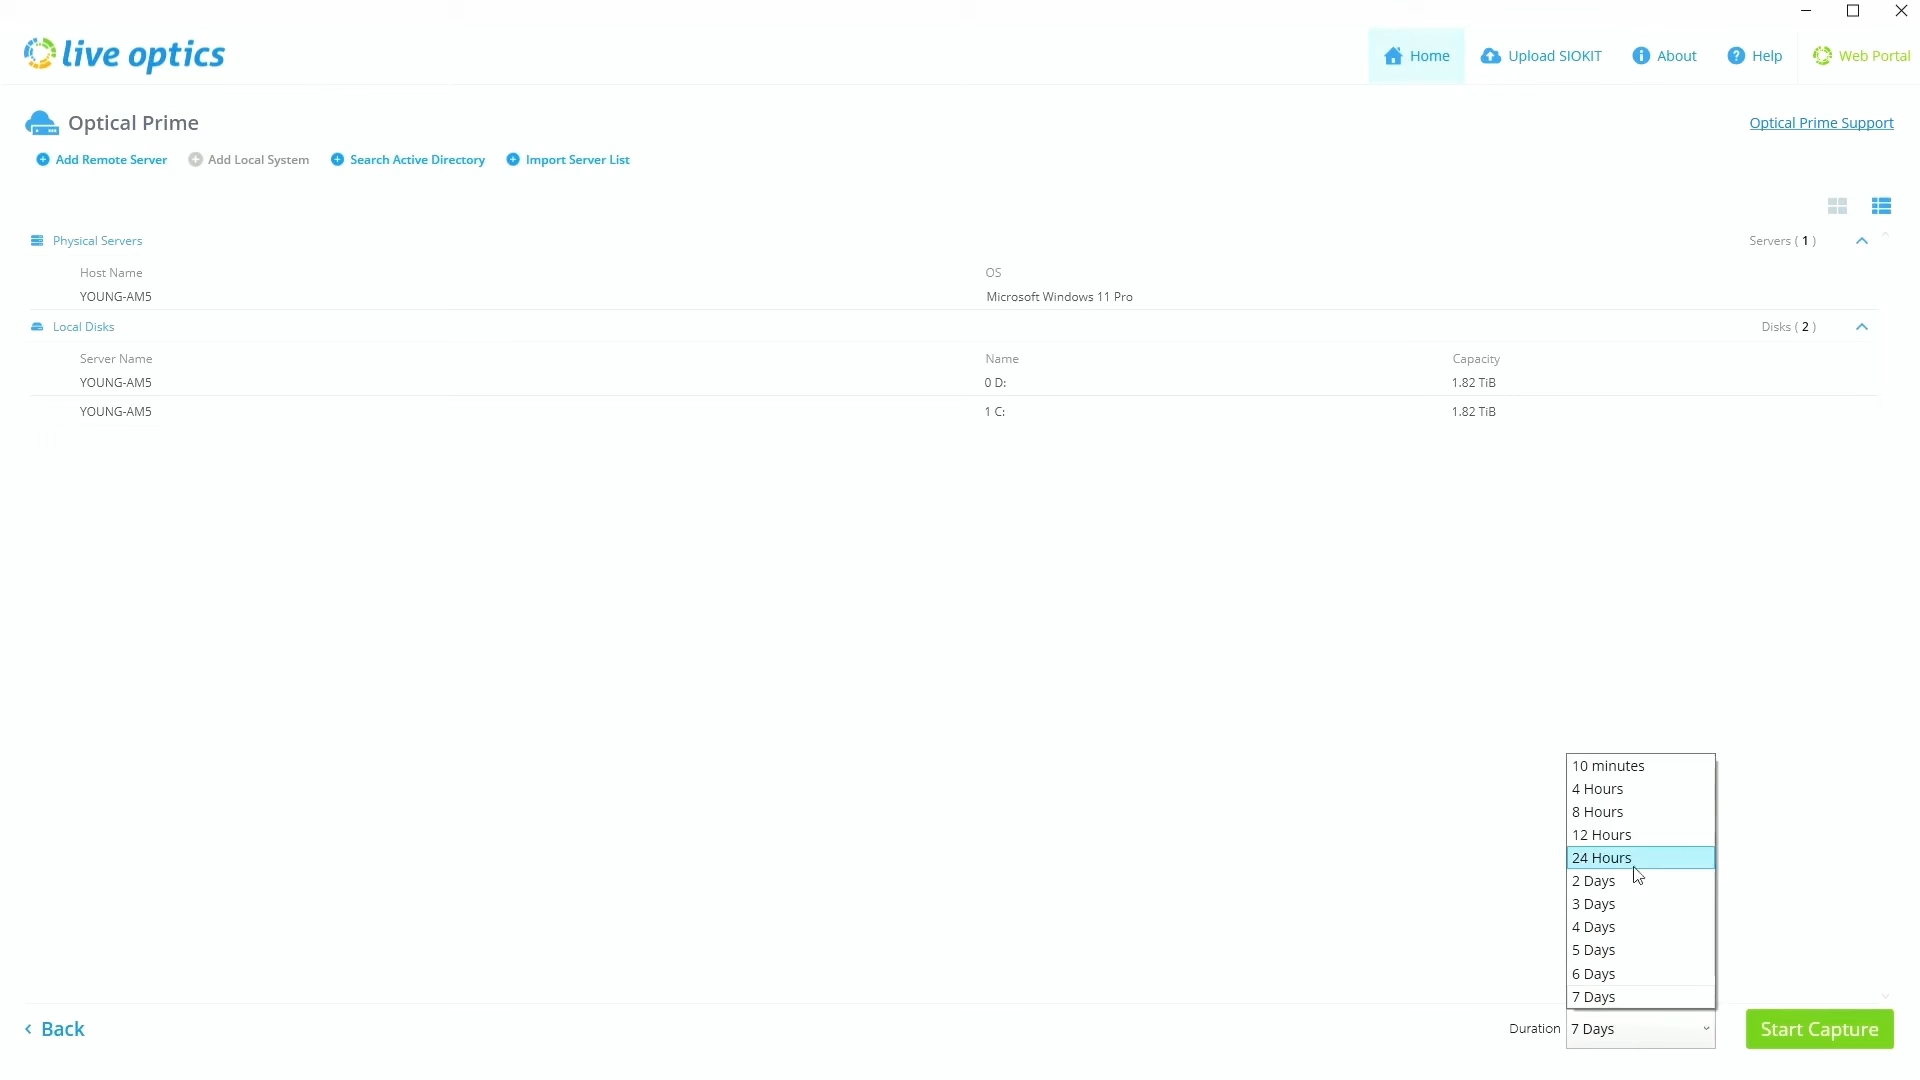 live optics
Home
Upload SIOKIT
About
Help
Web Portal
Optical Prime
Optical Prime Support
Add Remote Server
Add Local System
Search Active Directory
Import Server List
Physical Servers
Servers ( 1 )
Host Name
OS
YOUNG-AM5
Microsoft Windows 11 Pro
Local Disks
Disks ( 2 )
Server Name
Name
Capacity
YOUNG-AM5
0 D:
1.82 TiB
YOUNG-AM5
1 C:
1.82 TiB
10 minutes
4 Hours
8 Hours
12 Hours
24 Hours
2 Days
3 Days
4 Days
5 Days
6 Days
7 Days
Back
Duration
7 Days
Start Capture